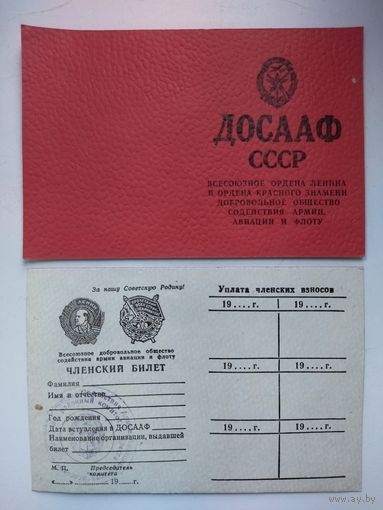 ДОСААФ
СССР
ВСЕСОЮЗНОЕ ОРДЕНА ЛЕНИНА
И ОРДЕНА КРАСНОГО ЗНАМЕНИ
ДОБРОВОЛЬНОЕ ОБЩЕСТВО
СОДЕЙСТВИЯ АРМИИ,
АВИАЦИИ И ФЛОТУ
За нашу Советскую Родину!
ЛЕНИН
Всесоюзное добровольное общество
содействия армии авиации и флоту
ЧЛЕНСКИЙ БИЛЕТ
Фамилия
Имя и отчество
Год рождения
Дата вступления в ДОСААФ
Наименование организации, выдавшей
билет
М. П. Председатель
комитета
«......» 19.....г.
Уплата членских взносов
19.....г. 19.....г.
19.....г. 19.....г.
19.....г. 19.....г.
ay.by